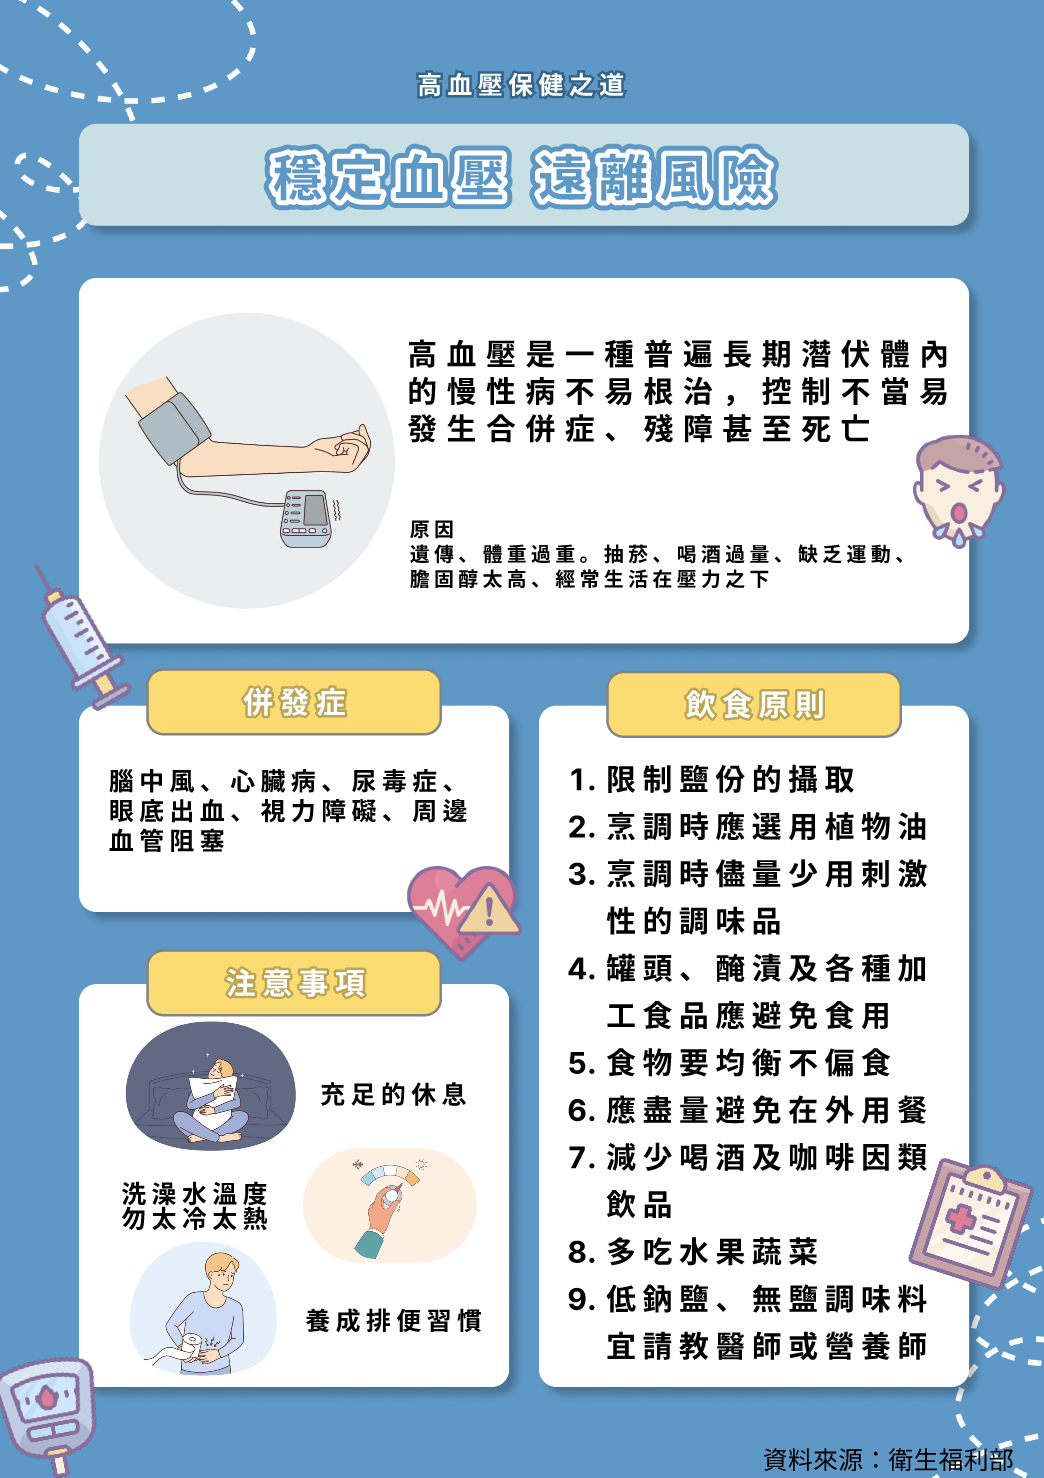 高血壓保健之道
穩定血壓 遠離風險
高血壓是一種普遍長期潛伏體內
的慢性病不易根治，控制不當易
發生合併症、殘障甚至死亡
原因
遺傳、體重過重。抽菸、喝酒過量、缺乏運動、
膽固醇太高、經常生活在壓力之下
併發症
腦中風、心臟病、尿毒症、
眼底出血、視力障礙、周邊
血管阻塞
注意事項
充足的休息
洗澡水溫度
勿太冷太熱
養成排便習慣
飲食原則
1. 限制鹽份的攝取
2. 烹調時應選用植物油
3. 烹調時儘量少用刺激
性的調味品
4. 罐頭、醃漬及各種加
工食品應避免食用
5. 食物要均衡不偏食
6. 應盡量避免在外用餐
7. 減少喝酒及咖啡因類
飲品
8. 多吃水果蔬菜
9. 低鈉鹽、無鹽調味料
宜請教醫師或營養師
資料來源：衛生福利部